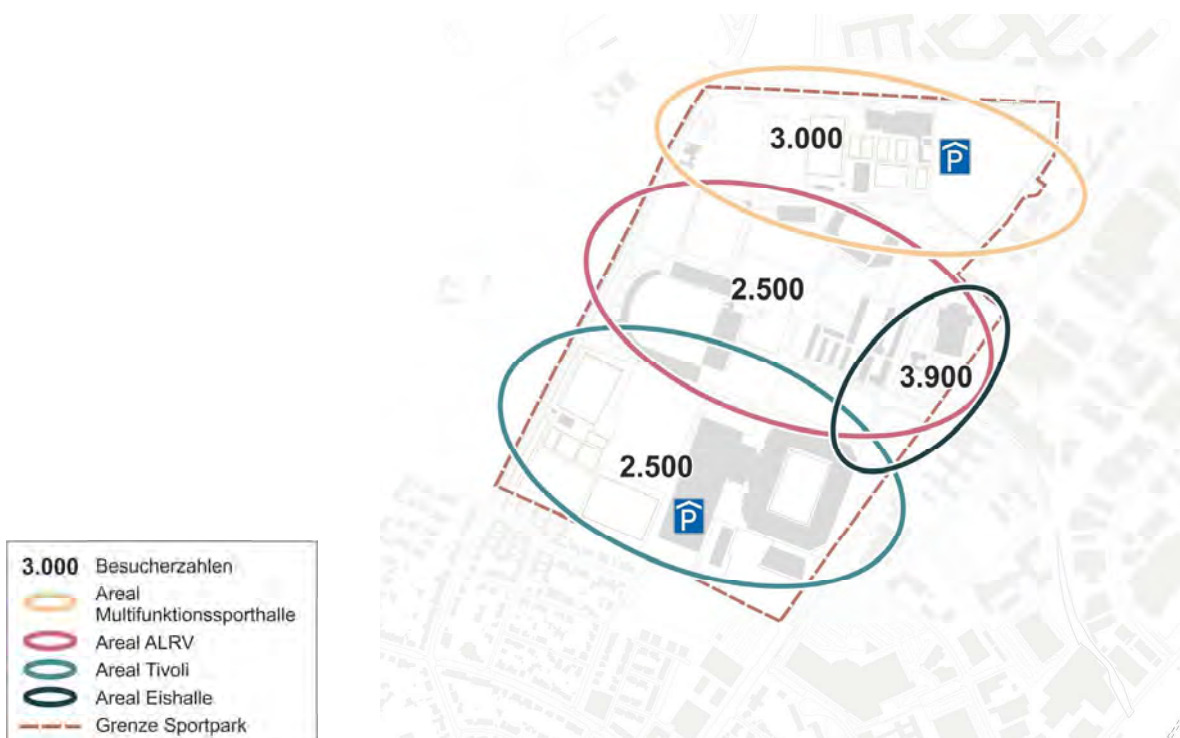 3.000
P
2.500
3.900
2.500
P
3.000 Besucherzahlen
Areal
Multifunktionssporthalle
Areal ALRV
Areal Tivoli
Areal Eishalle
Grenze Sportpark